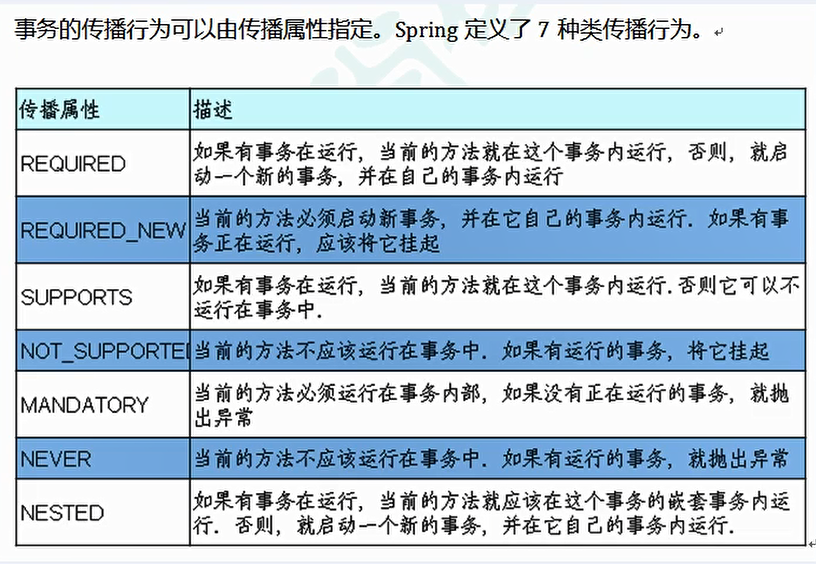 事务的传播行为可以由传播属性指定。Spring 定义了 7 种类传播行为。
传播属性 描述
REQUIRED 如果有事务在运行，当前的方法就在这个事务内运行，否则，就启
动一个新的事务，并在自己的事务内运行
REQUIRED_NEW 当前的方法必须启动新事务，并在它自己的事务内运行．如果有事
务正在运行，应该将它挂起
SUPPORTS 如果有事务在运行，当前的方法就在这个事务内运行．否则它可以不
运行在事务中．
NOT_SUPPORTED 当前的方法不应该运行在事务中．如果有运行的事务，将它挂起
MANDATORY 当前的方法必须运行在事务内部，如果没有正在运行的事务，就抛
出异常
NEVER 当前的方法不应该运行在事务中．如果有运行的事务，就抛出异常
NESTED 如果有事务在运行，当前的方法就应该在这个事务的嵌套事务内运
行．否则，就启动一个新的事务，并在它自己的事务内运行．